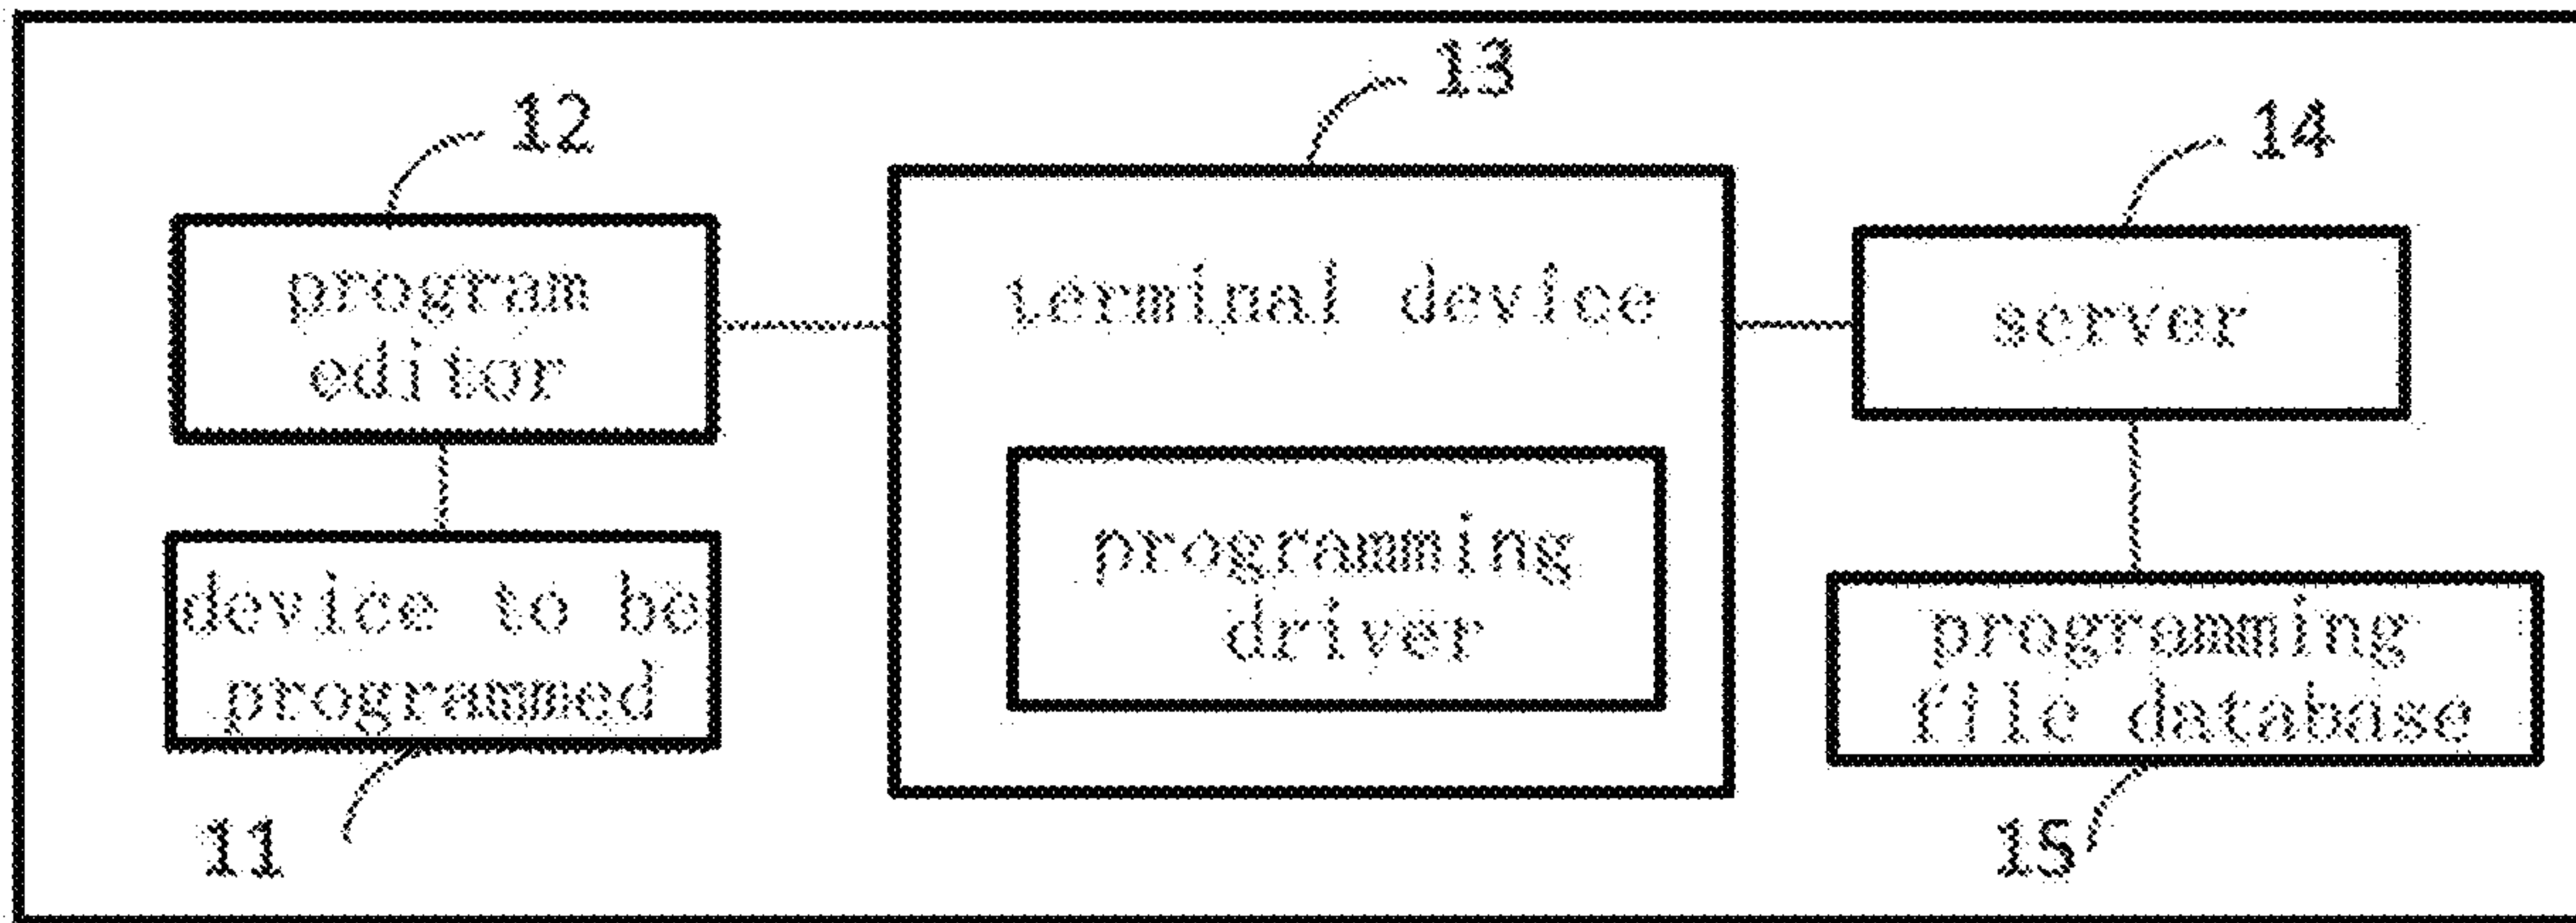 13
12
14
program
editor
terminal device
server
programming
driver
device to be
programmed
programming
file database
11
15